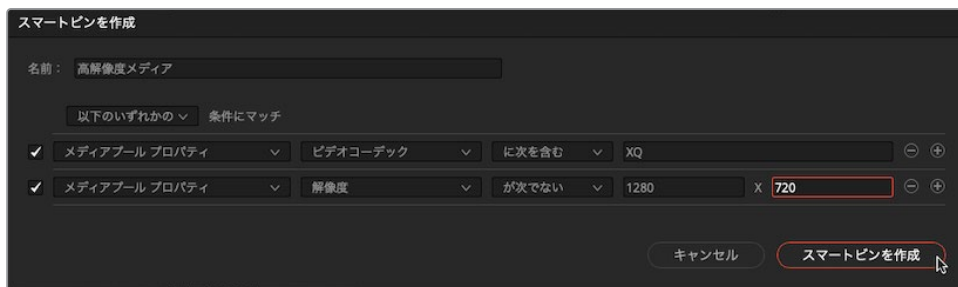 スマートビンを作成
名前： 高解像度メディア
以下のいずれかの 条件にマッチ
メディアプール プロパティ ビデオコーデック に次を含む XQ
メディアプール プロパティ 解像度 が次でない 1280 X 720
キャンセル スマートビンを作成